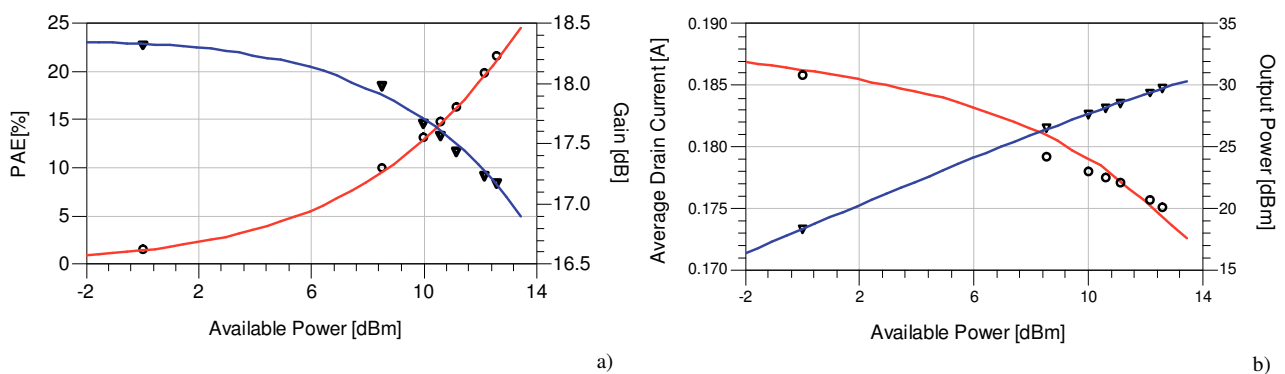 PAE[%]
25
20
15
10
5
0
18.5
18.0
17.5
17.0
16.5
Gain [dB]
-2 2 6 10 14
Available Power [dBm]
a)
Average Drain Current [A]
0.190
0.185
0.180
0.175
0.170
35
30
25
20
15
Output Power [dBm]
-2 2 6 10 14
Available Power [dBm]
b)